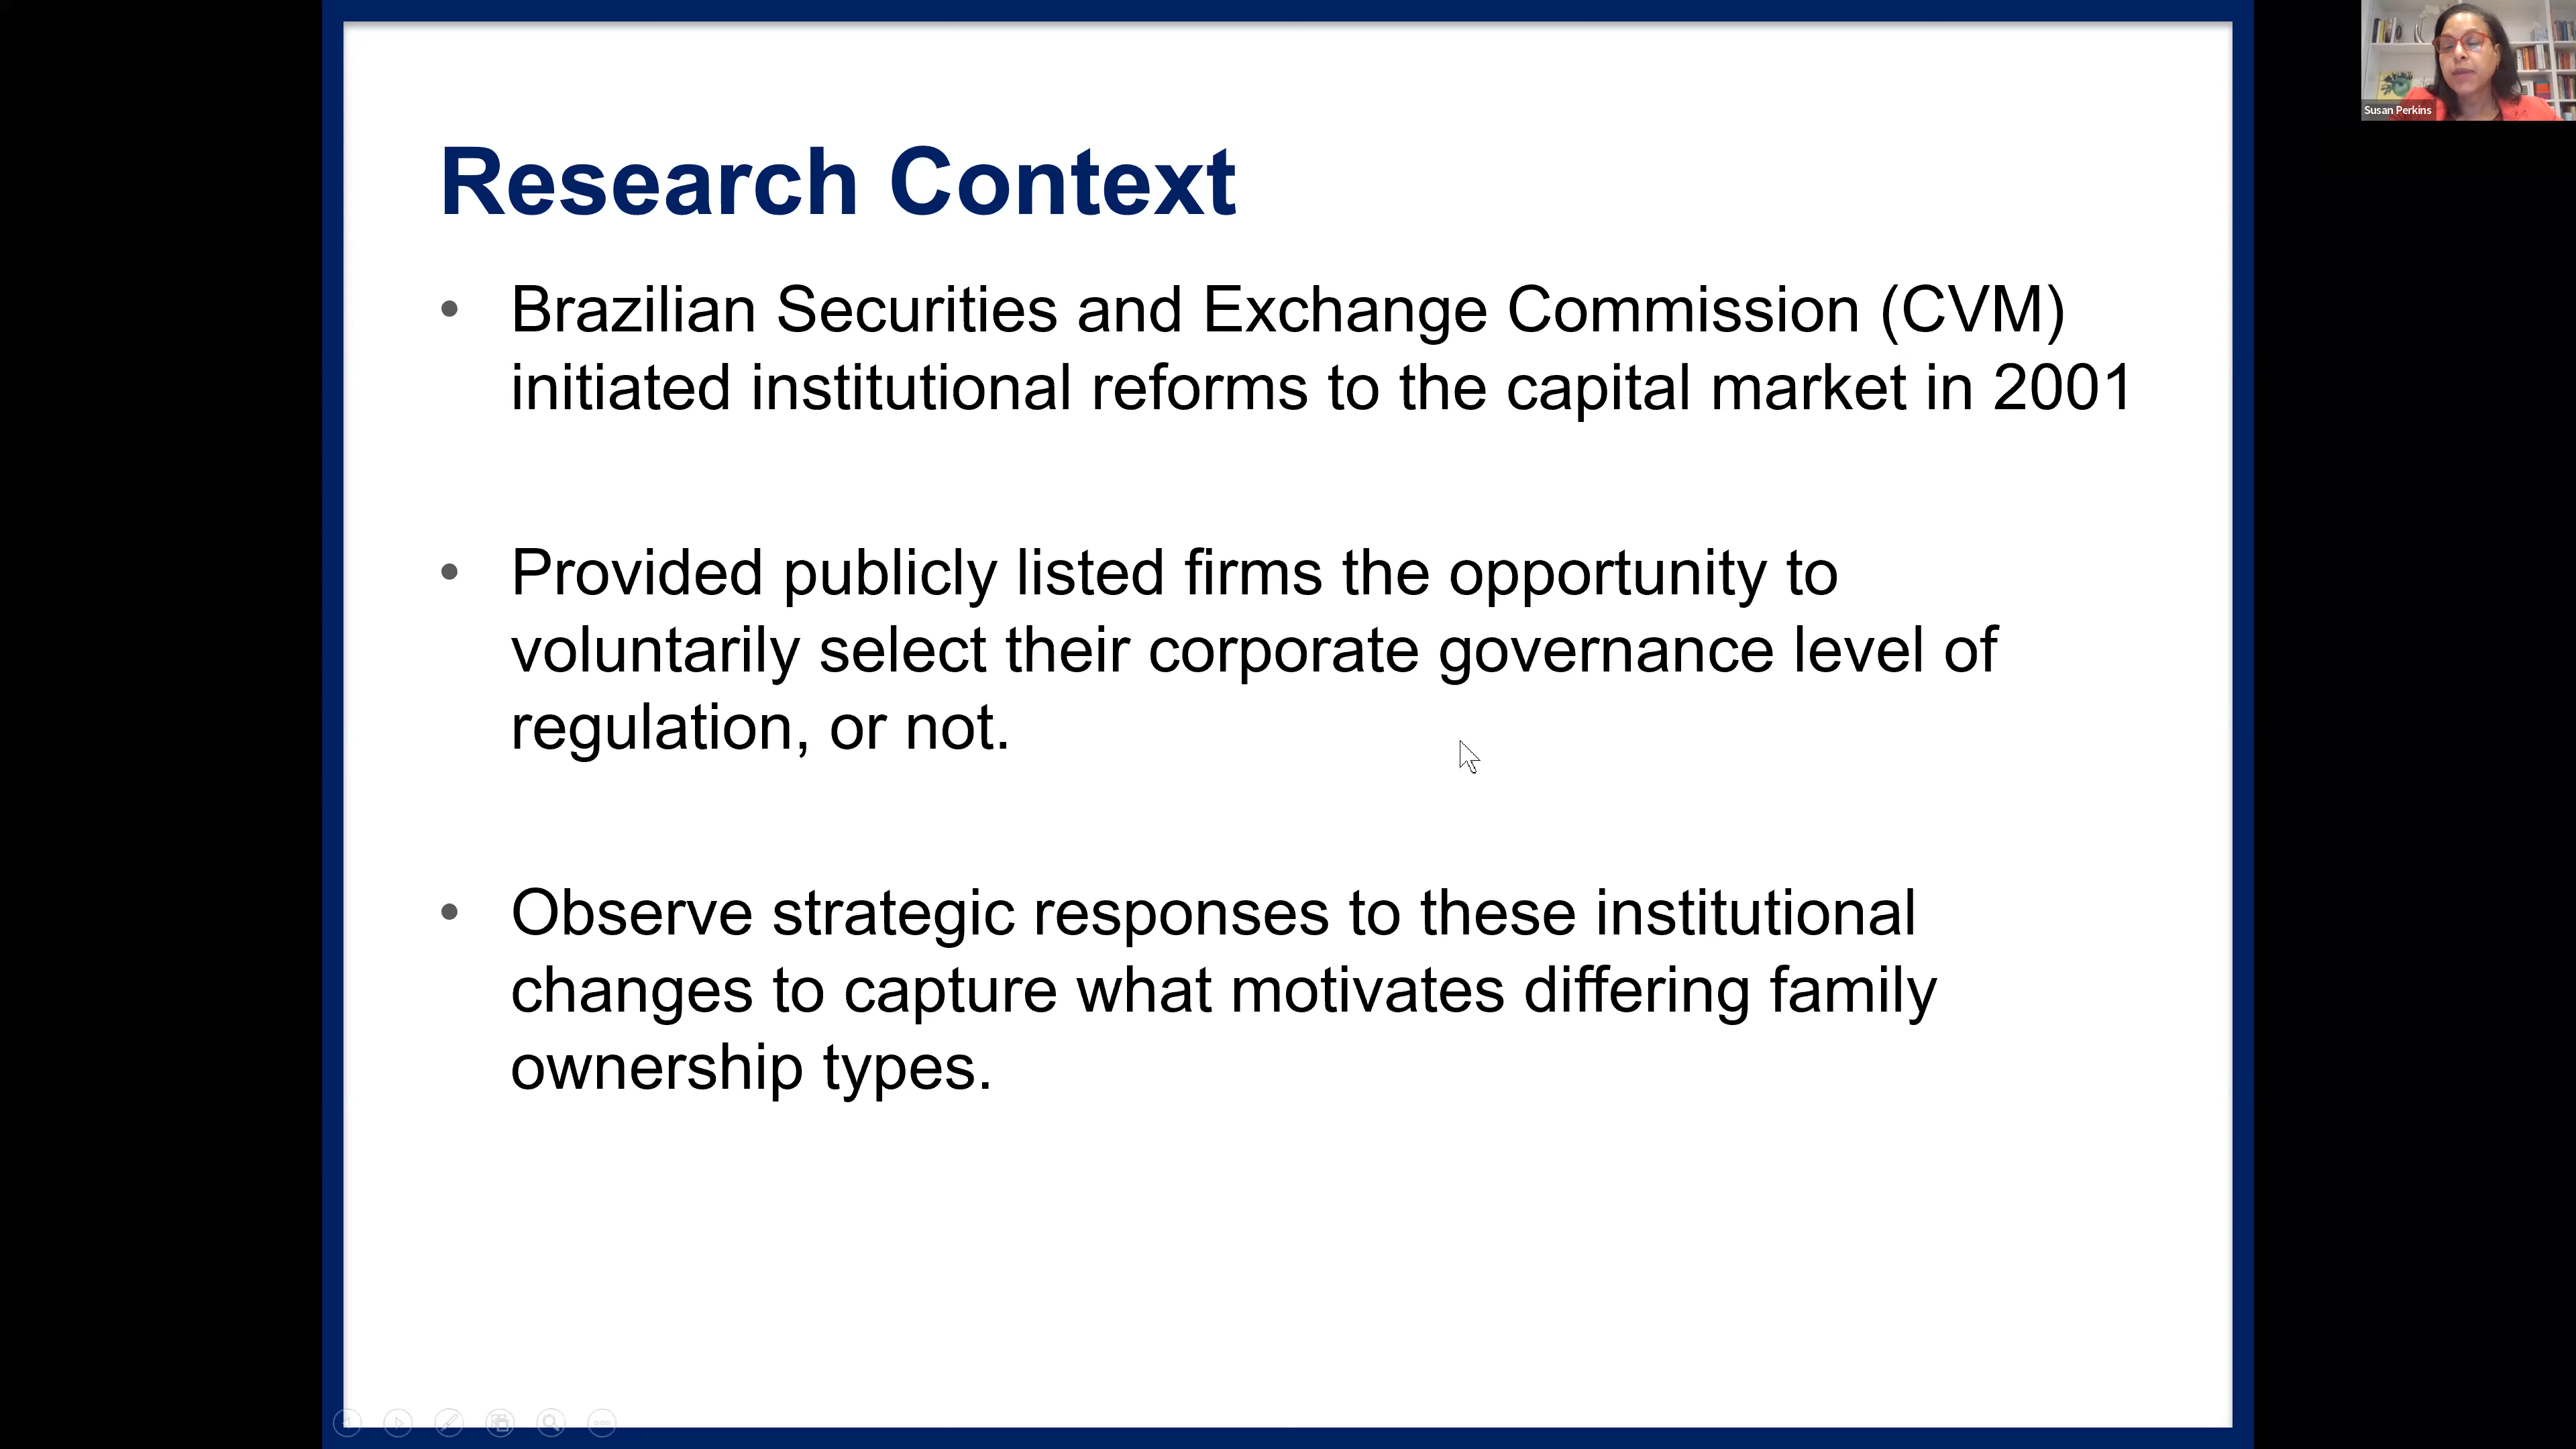 Research Context
• Brazilian Securities and Exchange Commission (CVM)
initiated institutional reforms to the capital market in 2001
• Provided publicly listed firms the opportunity to
voluntarily select their corporate governance level of
regulation, or not.
• Observe strategic responses to these institutional
changes to capture what motivates differing family
ownership types.
Susan Perkins